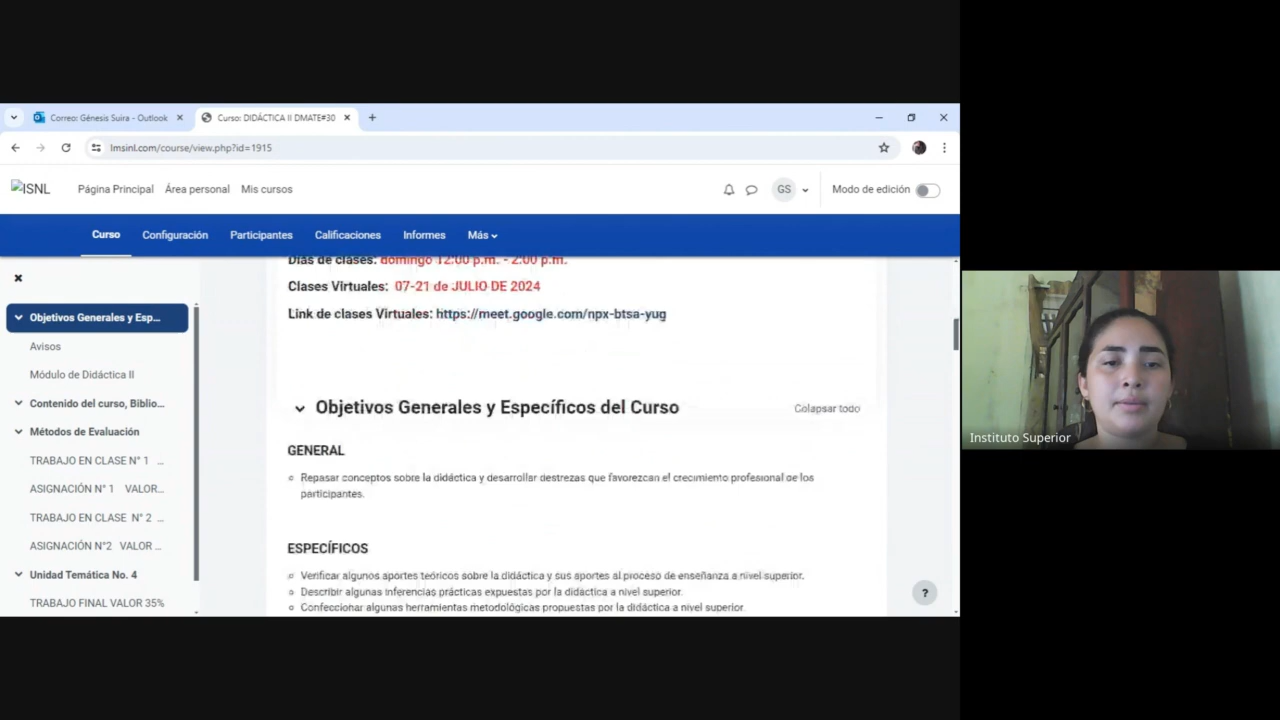 Correo: Génesis Suira - Outlook
Curso: DIDÁCTICA II DMATE#30
lmsinl.com/course/view.php?id=1915
ISNL
Página Principal
Área personal
Mis cursos
GS
Modo de edición
Curso
Configuración
Participantes
Calificaciones
Informes
Más
Objetivos Generales y Esp...
Avisos
Módulo de Didáctica II
Contenido del curso, Biblio...
Métodos de Evaluación
TRABAJO EN CLASE N° 1 ...
ASIGNACIÓN N° 1 VALOR...
TRABAJO EN CLASE N° 2 ...
ASIGNACIÓN N°2 VALOR ...
Unidad Temática No. 4
TRABAJO FINAL VALOR 35%
Días de clases: domingo 12:00 p.m. - 2:00 p.m.
Clases Virtuales: 07-21 de JULIO DE 2024
Link de clases Virtuales: https://meet.google.com/npx-btsa-yug
Objetivos Generales y Específicos del Curso
Colapsar todo
GENERAL
Repasar conceptos sobre la didáctica y desarrollar destrezas que favorezcan el crecimiento profesional de los
participantes.
ESPECÍFICOS
Verificar algunos aportes teóricos sobre la didáctica y sus aportes al proceso de enseñanza a nivel superior.
Describir algunas inferencias prácticas expuestas por la didáctica a nivel superior.
Confeccionar algunas herramientas metodológicas propuestas por la didáctica a nivel superior.
?
Instituto Superior